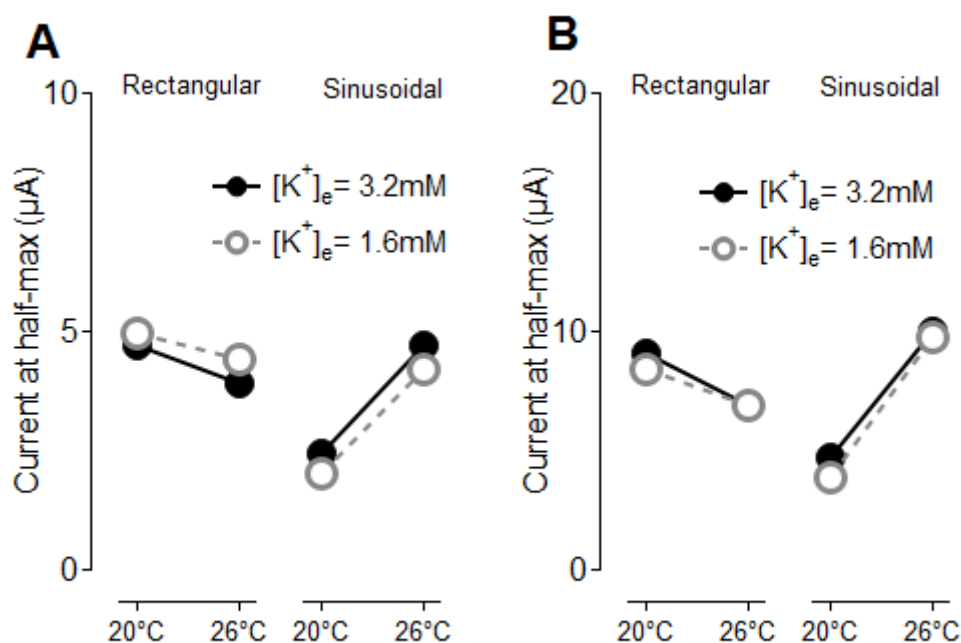 A
Rectangular
Sinusoidal
10
5
0
Current at half-max (µA)
[K⁺]ₑ= 3.2mM
[K⁺]ₑ= 1.6mM
20°C
26°C
20°C
26°C
B
Rectangular
Sinusoidal
20
10
0
Current at half-max (µA)
[K⁺]ₑ= 3.2mM
[K⁺]ₑ= 1.6mM
20°C
26°C
20°C
26°C